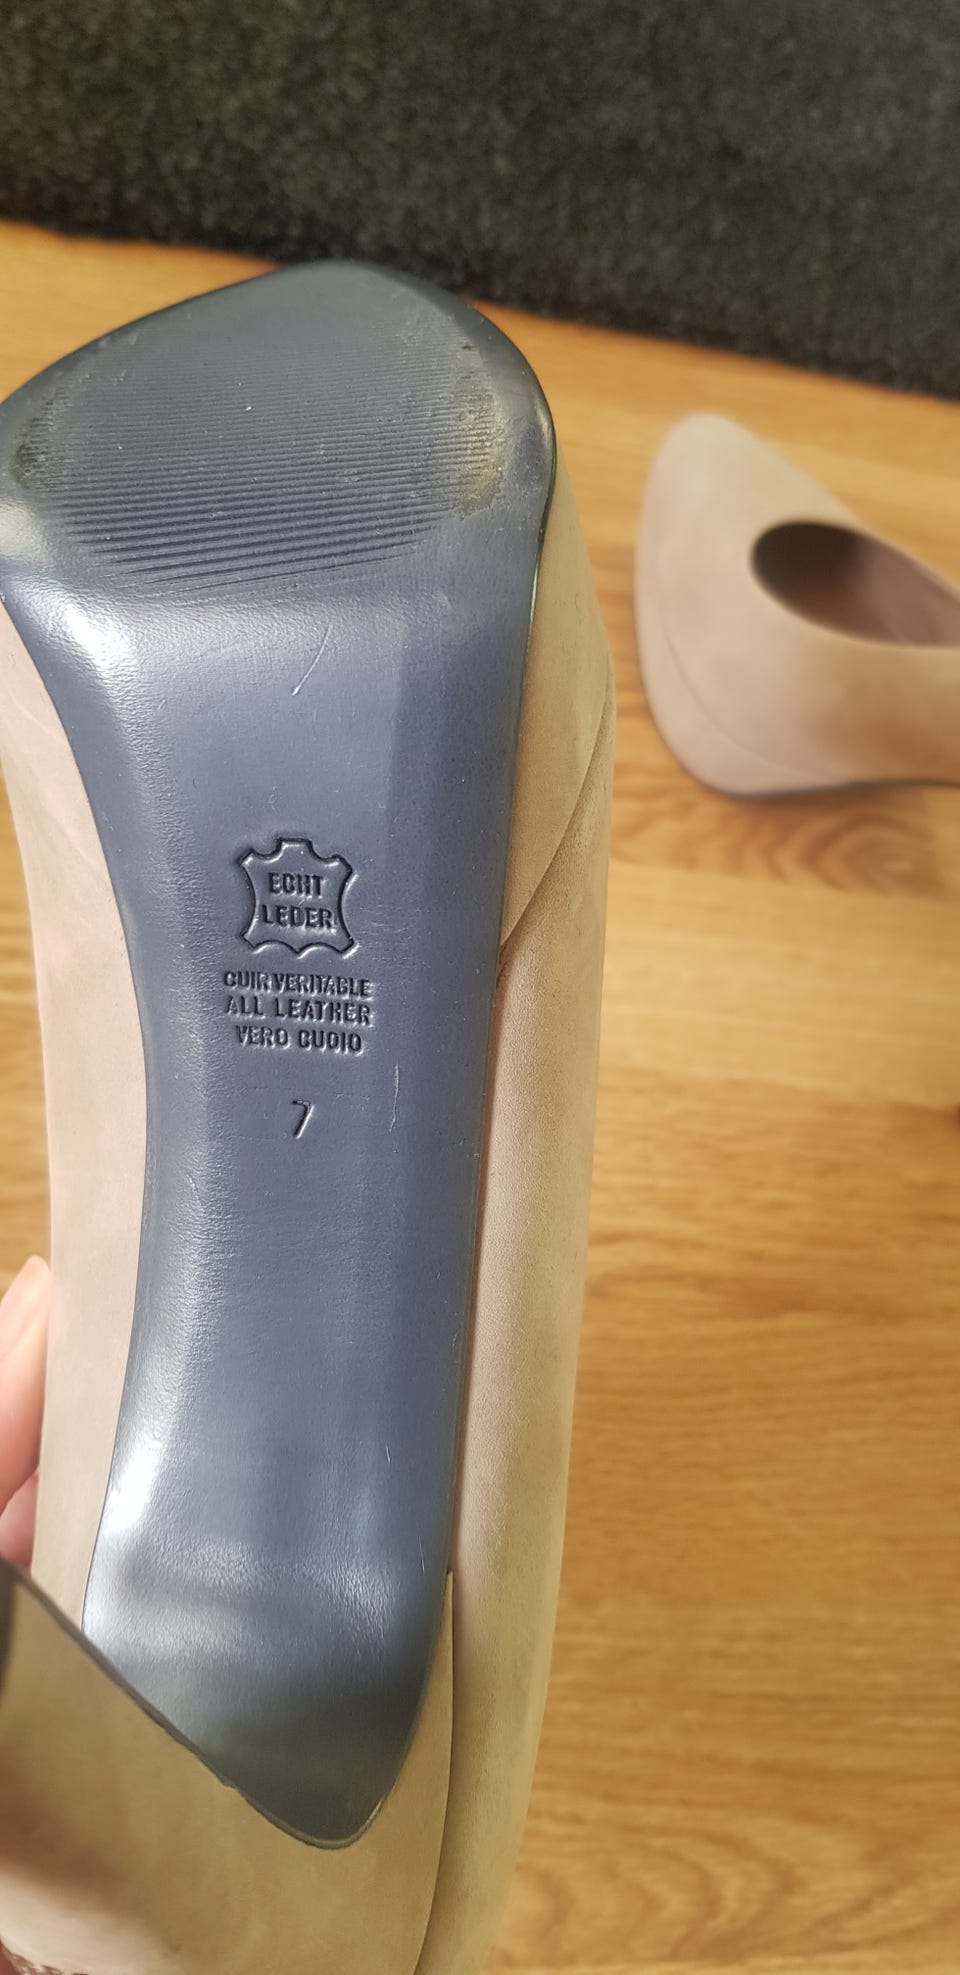 ECHT
LEDER
CUIR VERITABLE
ALL LEATHER
VERO CUOIO
7